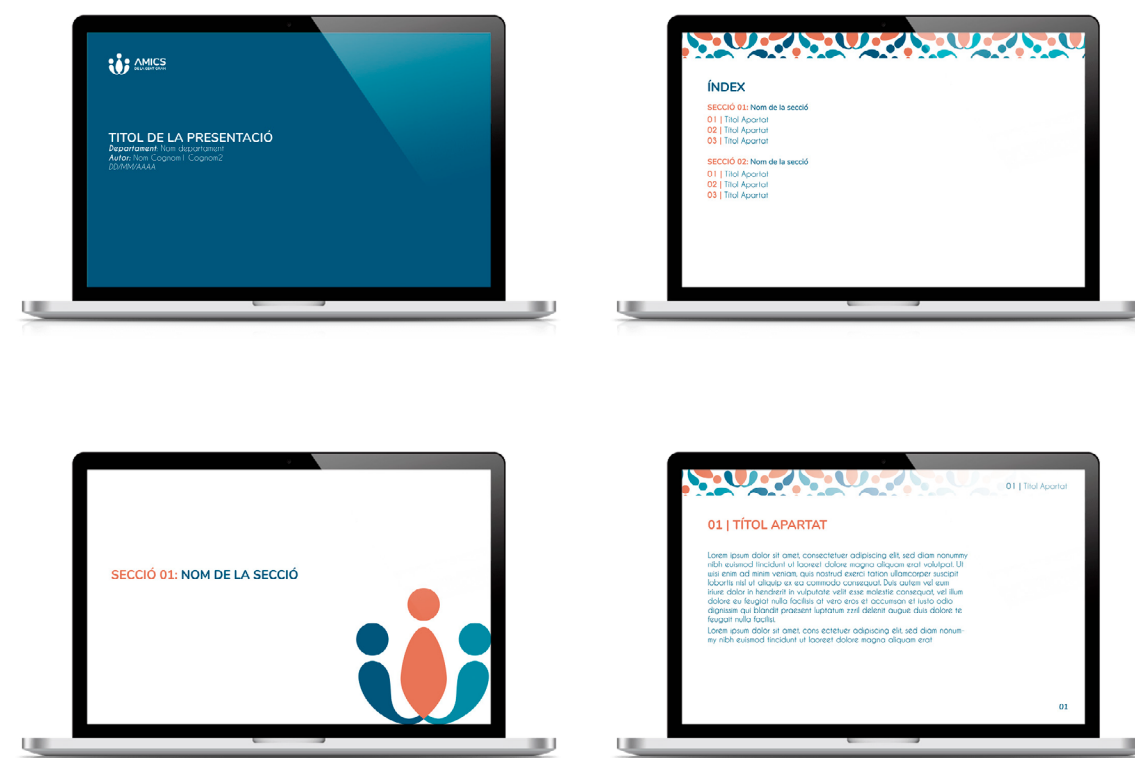 AMICS
DE LA GENT GRAN
TITOL DE LA PRESENTACIÓ
Departament: Nom departament
Autor: Nom Cognom1 Cognom2
DD/MM/AAAA
ÍNDEX
SECCIÓ 01: Nom de la secció
01 | Títol Apartat
02 | Títol Apartat
03 | Títol Apartat
SECCIÓ 02: Nom de la secció
01 | Títol Apartat
02 | Títol Apartat
03 | Títol Apartat
SECCIÓ 01: NOM DE LA SECCIÓ
01 | Títol Apartat
01 | TÍTOL APARTAT
Lorem ipsum dolor sit amet, consectetuer adipiscing elit, sed diam nonummy
nibh euismod tincidunt ut laoreet dolore magna aliquam erat volutpat. Ut
wisi enim ad minim veniam, quis nostrud exerci tation ullamcorper suscipit
lobortis nisl ut aliquip ex ea commodo consequat. Duis autem vel eum
iriure dolor in hendrerit in vulputate velit esse molestie consequat, vel illum
dolore eu feugiat nulla facilisis at vero eros et accumsan et iusto odio
dignissim qui blandit praesent luptatum zzril delenit augue duis dolore te
feugait nulla facilisi.
Lorem ipsum dolor sit amet, cons ectetuer adipiscing elit, sed diam nonum-
my nibh euismod tincidunt ut laoreet dolore magna aliquam erat
01